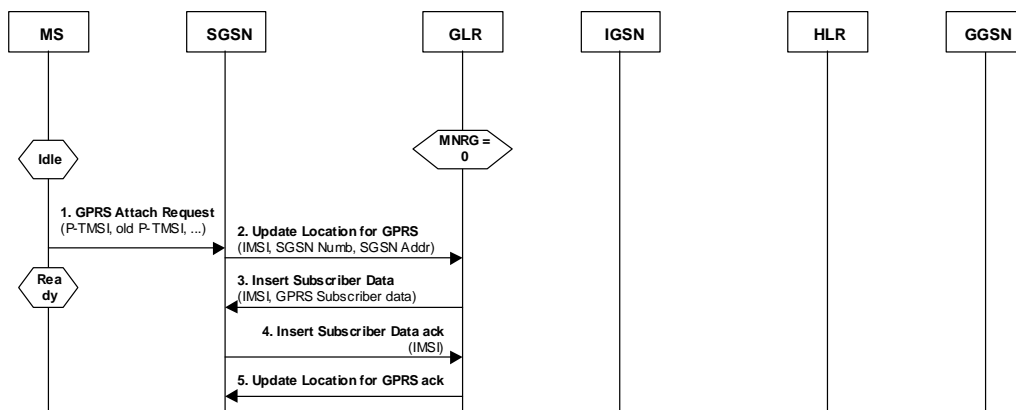 MS SGSN GLR IGSN HLR GGSN
MNRG =
0
Idle
1. GPRS Attach Request
(P-TMSI, old P-TMSI, ...)
2. Update Location for GPRS
(IMSI, SGSN Numb, SGSN Addr)
Rea
dy
3. Insert Subscriber Data
(IMSI, GPRS Subscriber data)
4. Insert Subscriber Data ack
(IMSI)
5. Update Location for GPRS ack